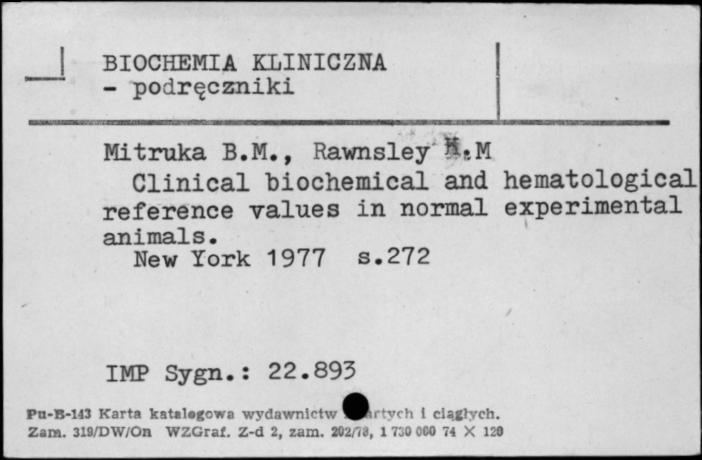 BIOCHEMIA KLINICZNA
- podręczniki
Mitruka B.M., Rawnsley H.M
Clinical biochemical and hematological
reference values in normal experimental
animals.
New York 1977 s.272
IMP Sygn.: 22.893
Pu-B-143 Karta katalogowa wydawnictw artych i ciągłych.
Zam. 319/DW/On WZGraf. Z-d 2, zam. 202/78, 1 730 000 74 X 120